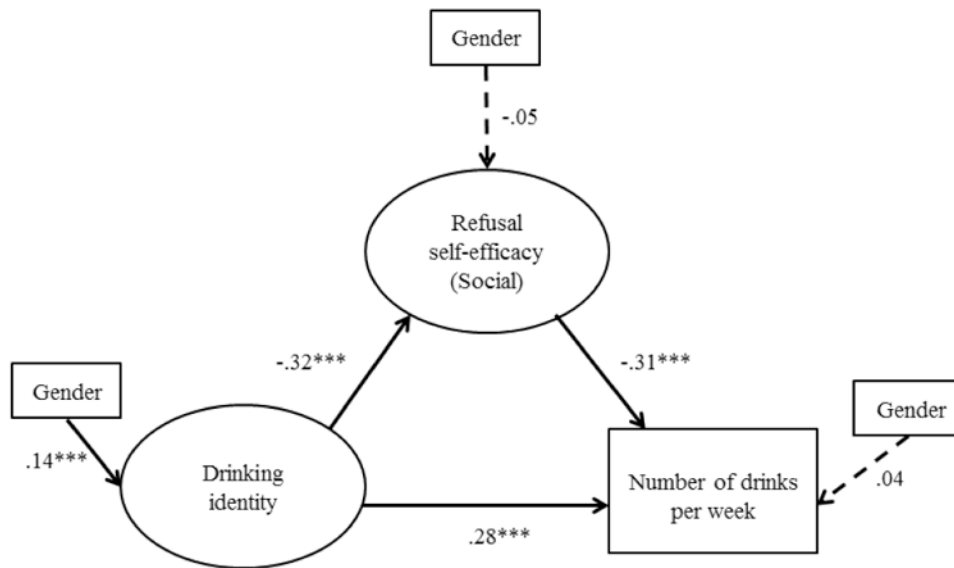 Gender
-.05
Refusal
self-efficacy
(Social)
-.32***
-.31***
Gender
Gender
.14***
Drinking
identity
Number of drinks
per week
.04
.28***